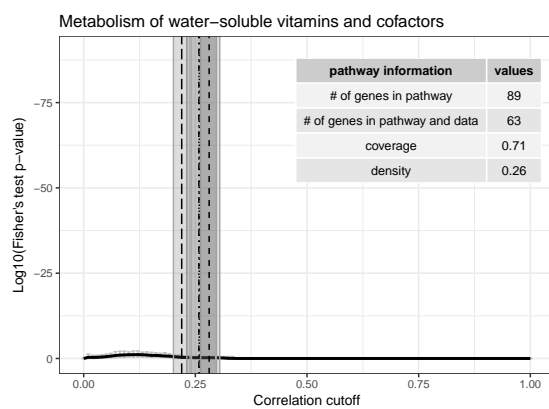 Metabolism of water−soluble vitamins and cofactors
Log10(Fisher's test p−value)
−75
−50
−25
0
pathway information values
# of genes in pathway 89
# of genes in pathway and data 63
coverage 0.71
density 0.26
0.00 0.25 0.50 0.75 1.00
Correlation cutoff